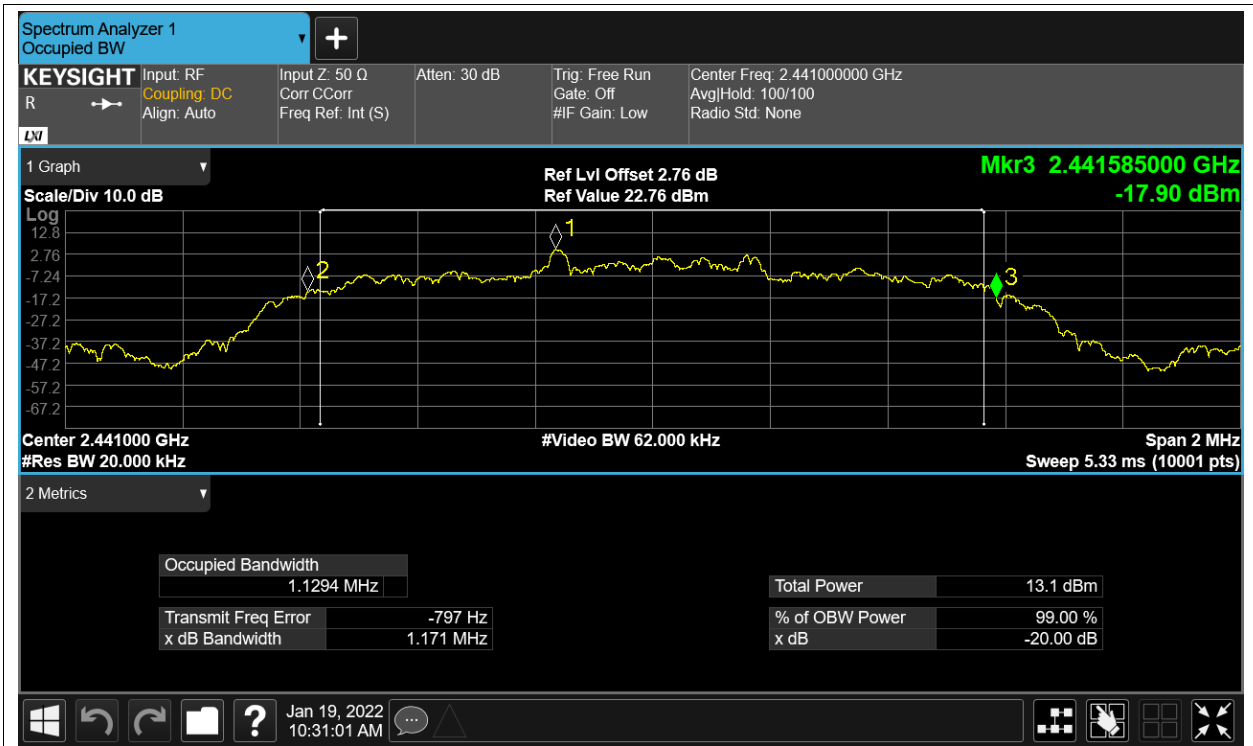 Spectrum Analyzer 1
Occupied BW
KEYSIGHT
R
LXI
Input: RF
Coupling: DC
Align: Auto
Input Z: 50 Ω
Corr CCorr
Freq Ref: Int (S)
Atten: 30 dB
Trig: Free Run
Gate: Off
#IF Gain: Low
Center Freq: 2.441000000 GHz
Avg|Hold: 100/100
Radio Std: None
1 Graph
Scale/Div 10.0 dB
Ref Lvl Offset 2.76 dB
Ref Value 22.76 dBm
Mkr3 2.441585000 GHz
-17.90 dBm
Log
12.8
2.76
-7.24
-17.2
-27.2
-37.2
-47.2
-57.2
-67.2
1
2
3
Center 2.441000 GHz
#Res BW 20.000 kHz
#Video BW 62.000 kHz
Span 2 MHz
Sweep 5.33 ms (10001 pts)
2 Metrics
Occupied Bandwidth
1.1294 MHz
Transmit Freq Error -797 Hz
x dB Bandwidth 1.171 MHz
Total Power 13.1 dBm
% of OBW Power 99.00 %
x dB -20.00 dB
?
Jan 19, 2022
10:31:01 AM